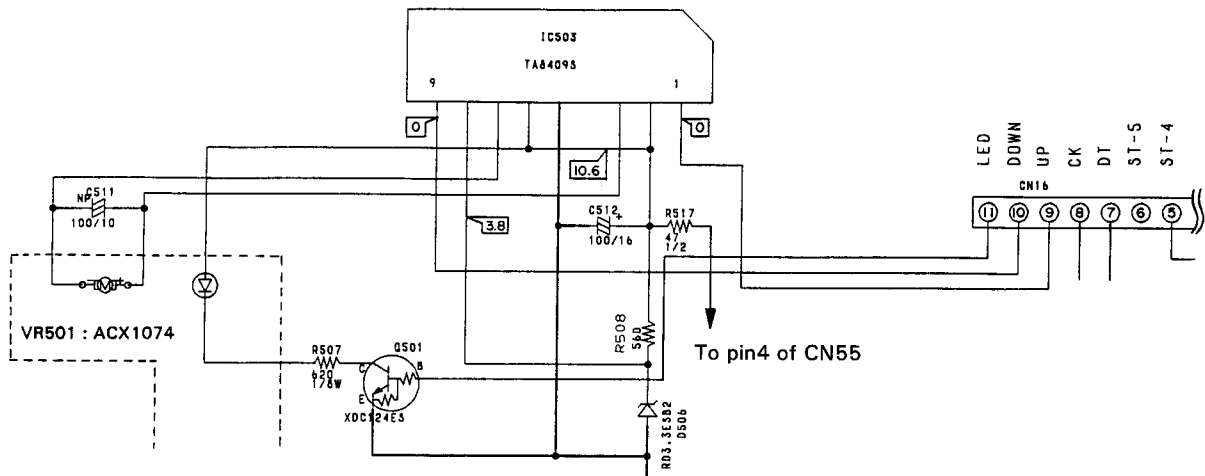 IC503
TA8409S
9
1
0
0
10.6
3.8
LED
DOWN
UP
CK
DT
ST-5
ST-4
CN16
11
10
9
8
7
6
5
C511
NP
100/10
C512
+
100/16
R517
47
1/2
VR501 : ACX1074
M
+
R508
560
To pin4 of CN55
R507
620
1/8W
Q501
C
B
E
XDC124ES
RD3.3ESB2
D506